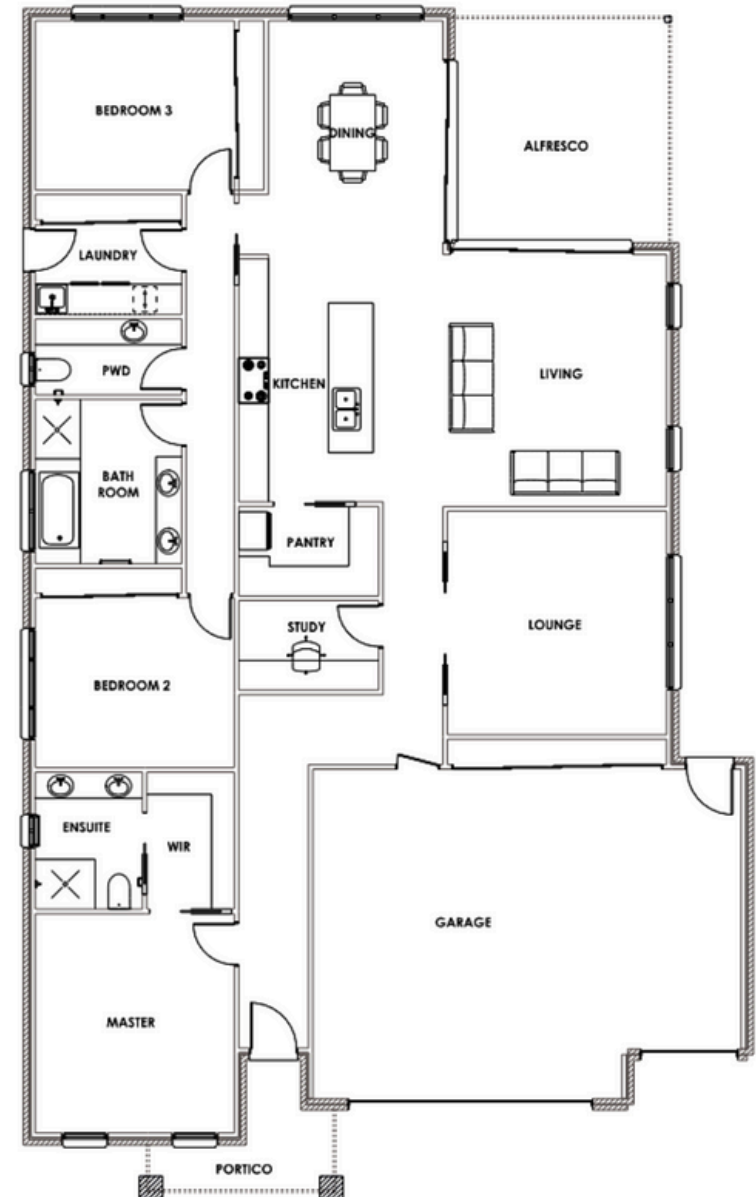 BEDROOM 3
DINING
ALFRESCO
LAUNDRY
PWD
KITCHEN
LIVING
BATH
ROOM
PANTRY
STUDY
LOUNGE
BEDROOM 2
ENSUITE
WIR
GARAGE
MASTER
PORTICO